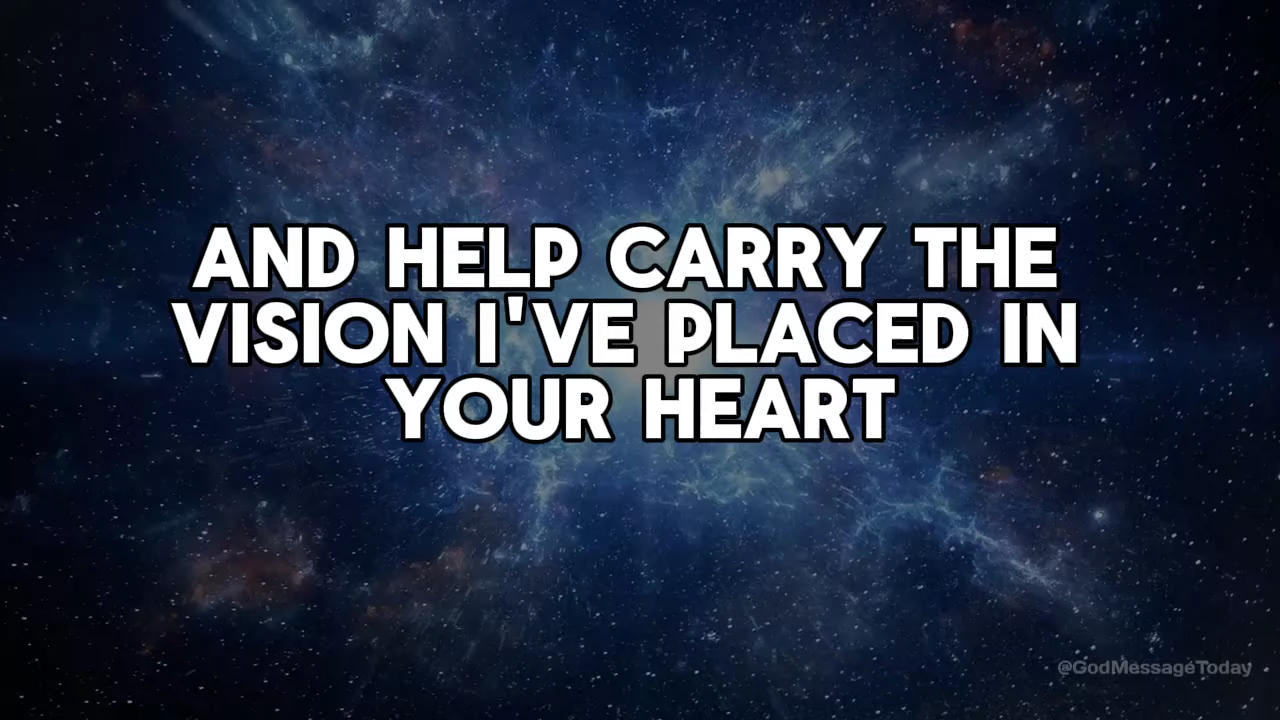 AND HELP CARRY THE
VISION I'VE PLACED IN
YOUR HEART
@GodMessageToday